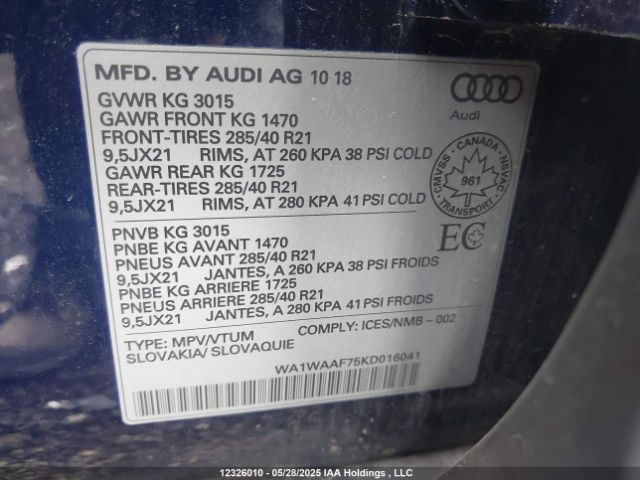 MFD. BY AUDI AG 10 18
GVWR KG 3015
GAWR FRONT KG 1470
FRONT-TIRES 285/40 R21
9,5JX21 RIMS, AT 260 KPA 38 PSI COLD
GAWR REAR KG 1725
REAR-TIRES 285/40 R21
9,5JX21 RIMS, AT 280 KPA 41 PSI COLD
Audi
CMVSS - CANADA - NSVAC
961
TRANSPORT
PNVB KG 3015
PNBE KG AVANT 1470
PNEUS AVANT 285/40 R21
9,5JX21 JANTES, A 260 KPA 38 PSI FROIDS
PNBE KG ARRIERE 1725
PNEUS ARRIERE 285/40 R21
9,5JX21 JANTES, A 280 KPA 41 PSI FROIDS
EC
TYPE: MPV/VTUM COMPLY: ICES/NMB - 002
SLOVAKIA/ SLOVAQUIE
WA1WAAF75KD016041
12326010 - 05/28/2025 IAA Holdings , LLC